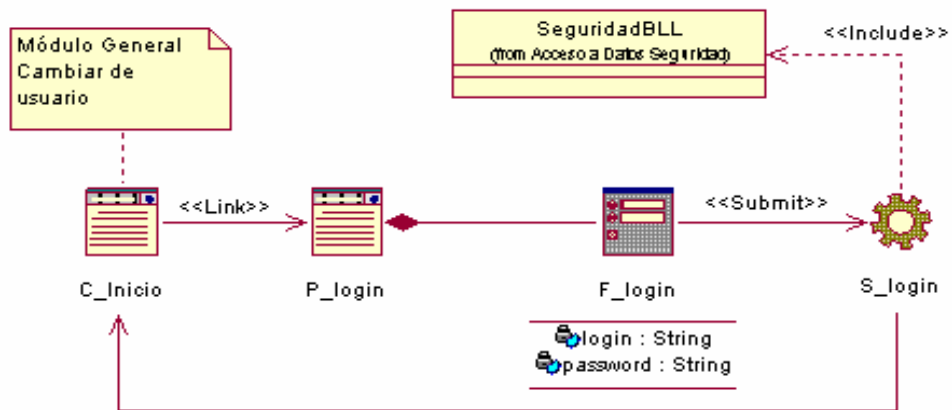 Módulo General
Cambiar de
usuario
SeguridadBLL
(from Acceso a Datos Seguridad)
<<Include>>
<<Link>>
<<Submit>>
C_Inicio
P_login
F_login
S_login
login : String
password : String